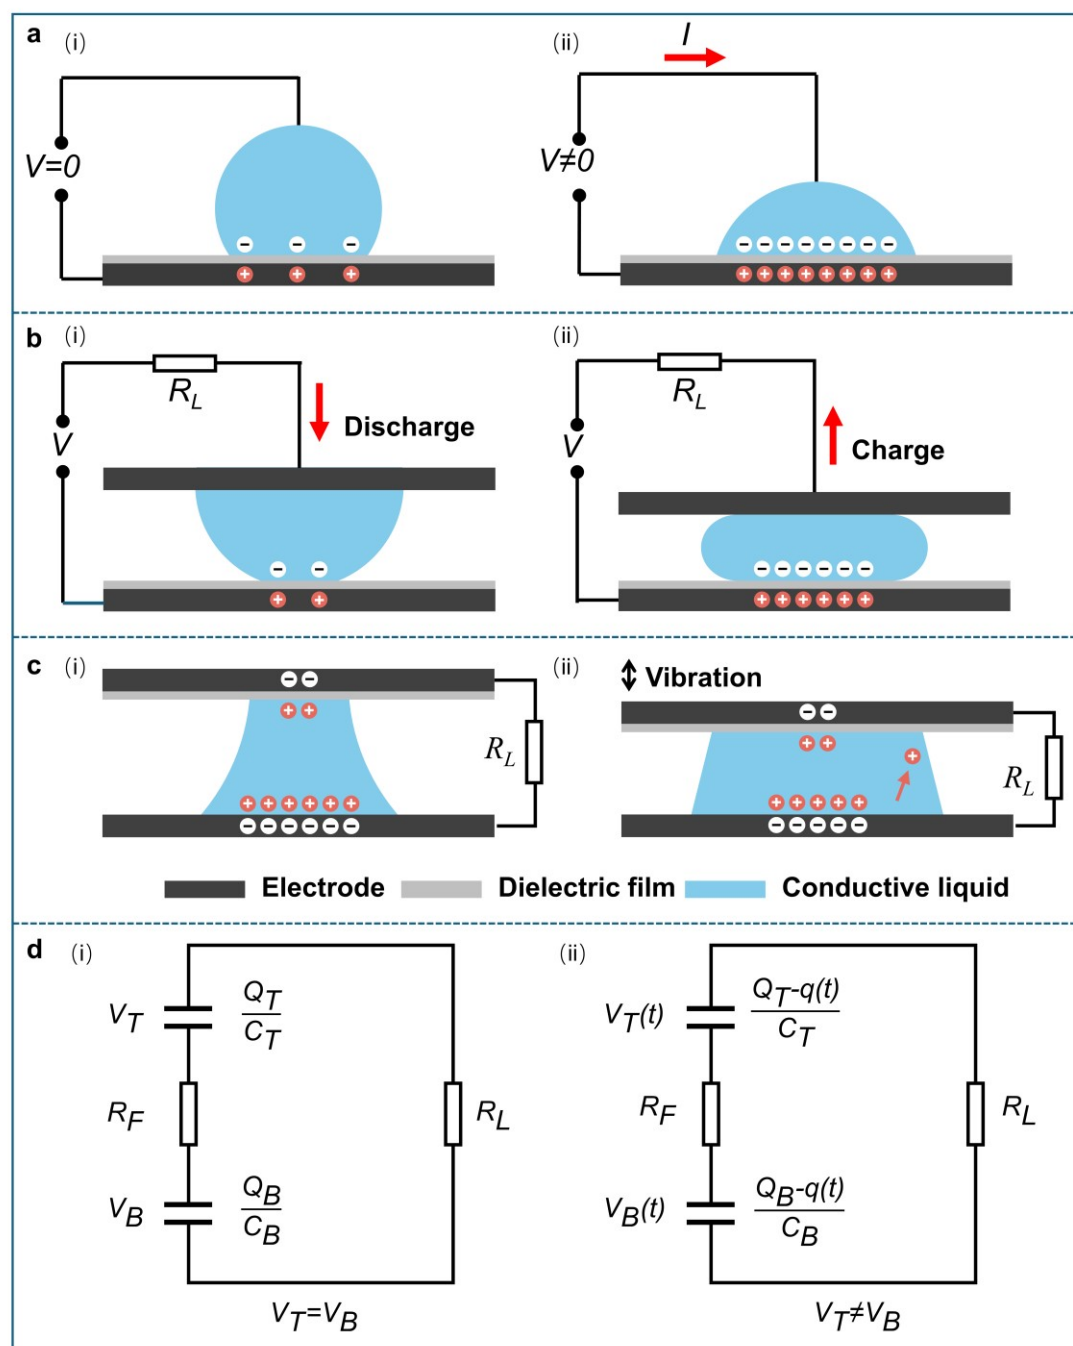 a (i) (ii)
I
V=0 V≠0
− − − − − − − − − − −
+ + + + + + + + + + +
b (i) (ii)
R_L R_L
Discharge
V V
Charge
− − − − − − − −
+ + + + + + + +
c (i) (ii)
Vibration
− − − −
+ + + + +
R_L R_L
+ + + + + + + + + + +
− − − − − − − − − − −
Electrode Dielectric film Conductive liquid
d (i) (ii)
V_T Q_T/C_T V_T(t) Q_T-q(t)/C_T
R_F R_L R_F R_L
V_B Q_B/C_B V_B(t) Q_B-q(t)/C_B
V_T=V_B V_T≠V_B